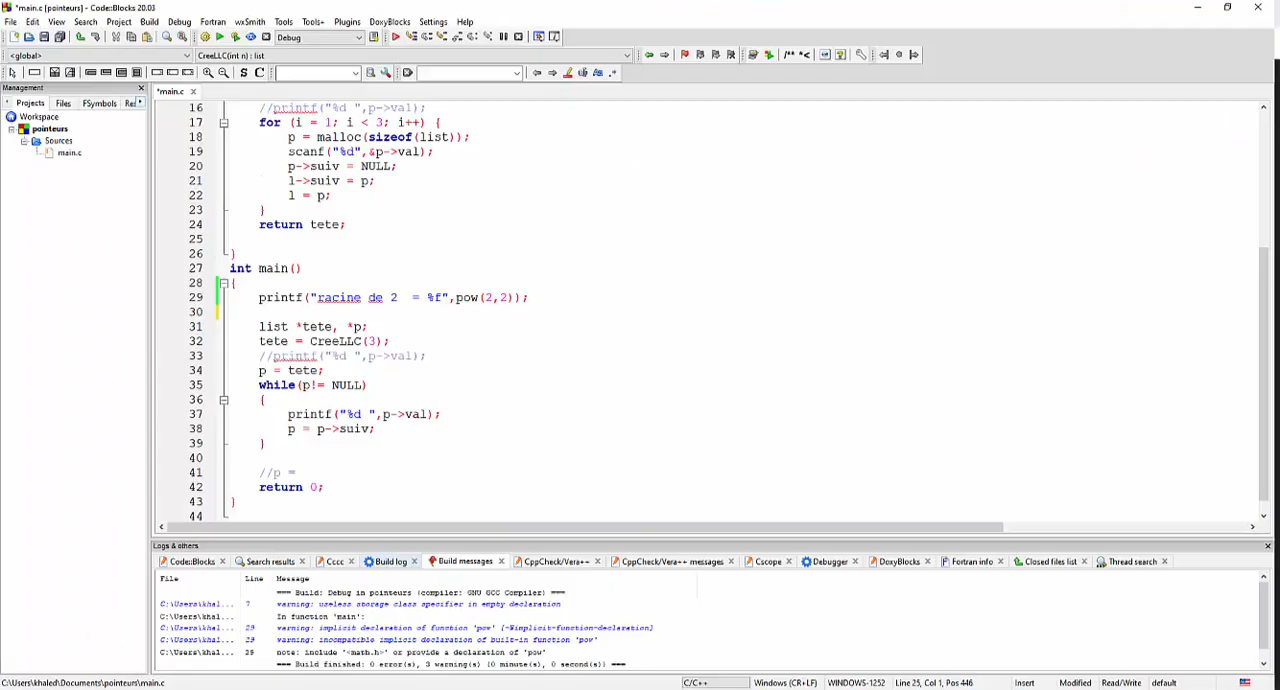 *main.c [pointeurs] - Code::Blocks 20.03
File Edit View Search Project Build Debug Fortran wxSmith Tools Tools+ Plugins DoxyBlocks Settings Help
Debug
<global> CreeLLC(int n) : list
/** *<
S C
Management
Projects Files FSymbols Res
*main.c
Workspace
pointeurs
Sources
main.c
16 //printf("%d ",p->val);
17 for (i = 1; i < 3; i++) {
18 p = malloc(sizeof(list));
19 scanf("%d",&p->val);
20 p->suiv = NULL;
21 l->suiv = p;
22 l = p;
23 }
24 return tete;
25
26 }
27 int main()
28 {
29 printf("racine de 2  = %f",pow(2,2));
30
31 list *tete, *p;
32 tete = CreeLLC(3);
33 //printf("%d ",p->val);
34 p = tete;
35 while(p!= NULL)
36 {
37 printf("%d ",p->val);
38 p = p->suiv;
39 }
40
41 //p =
42 return 0;
43 }
44
Logs & others
Code::Blocks Search results Cccc Build log Build messages CppCheck/Vera++ CppCheck/Vera++ messages Cscope Debugger DoxyBlocks Fortran info Closed files list Thread search
File Line Message
=== Build: Debug in pointeurs (compiler: GNU GCC Compiler) ===
C:\Users\khal... 7 warning: useless storage class specifier in empty declaration
C:\Users\khal... In function 'main':
C:\Users\khal... 29 warning: implicit declaration of function 'pow' [-Wimplicit-function-declaration]
C:\Users\khal... 29 warning: incompatible implicit declaration of built-in function 'pow'
C:\Users\khal... 29 note: include '<math.h>' or provide a declaration of 'pow'
=== Build finished: 0 error(s), 3 warning(s) (0 minute(s), 0 second(s)) ===
C:\Users\khaled\Documents\pointeurs\main.c C/C++ Windows (CR+LF) WINDOWS-1252 Line 25, Col 1, Pos 446 Insert Modified Read/Write default